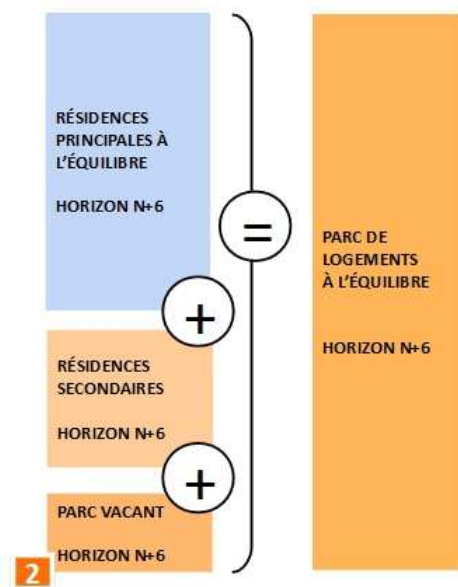 RÉSIDENCES
PRINCIPALES À
L'ÉQUILIBRE
HORIZON N+6
+
RÉSIDENCES
SECONDAIRES
HORIZON N+6
+
PARC VACANT
HORIZON N+6
2
=
PARC DE
LOGEMENTS
À L'ÉQUILIBRE
HORIZON N+6